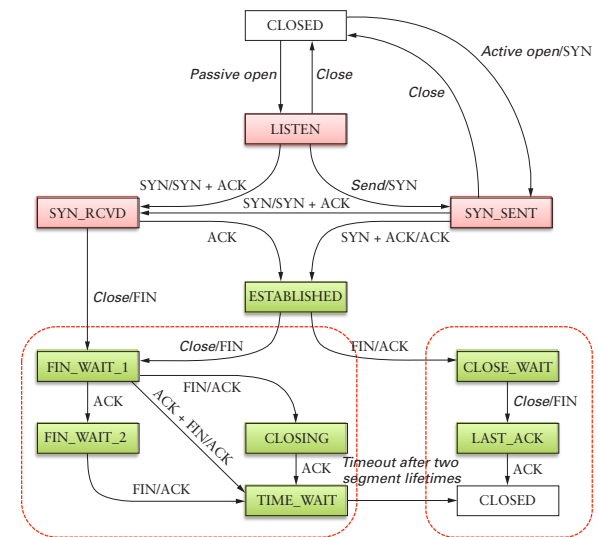 CLOSED
Active open/SYN
Passive open
Close
Close
LISTEN
SYN/SYN + ACK
Send/SYN
SYN/SYN + ACK
SYN_RCVD
SYN_SENT
ACK
SYN + ACK/ACK
Close/FIN
ESTABLISHED
Close/FIN
FIN/ACK
FIN_WAIT_1
CLOSE_WAIT
FIN/ACK
ACK
ACK + FIN/ACK
Close/FIN
FIN_WAIT_2
CLOSING
LAST_ACK
ACK
Timeout after two
segment lifetimes
ACK
FIN/ACK
TIME_WAIT
CLOSED